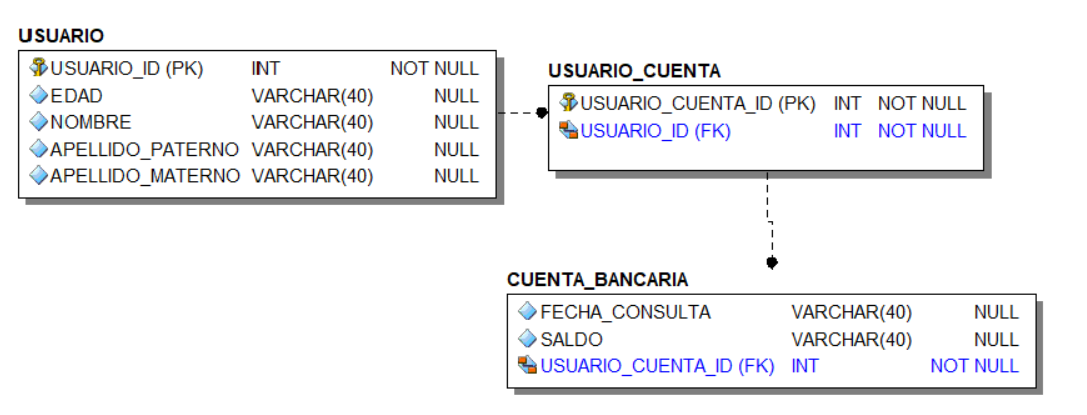 USUARIO
USUARIO_ID (PK) INT NOT NULL
EDAD VARCHAR(40) NULL
NOMBRE VARCHAR(40) NULL
APELLIDO_PATERNO VARCHAR(40) NULL
APELLIDO_MATERNO VARCHAR(40) NULL
USUARIO_CUENTA
USUARIO_CUENTA_ID (PK) INT NOT NULL
USUARIO_ID (FK) INT NOT NULL
CUENTA_BANCARIA
FECHA_CONSULTA VARCHAR(40) NULL
SALDO VARCHAR(40) NULL
USUARIO_CUENTA_ID (FK) INT NOT NULL